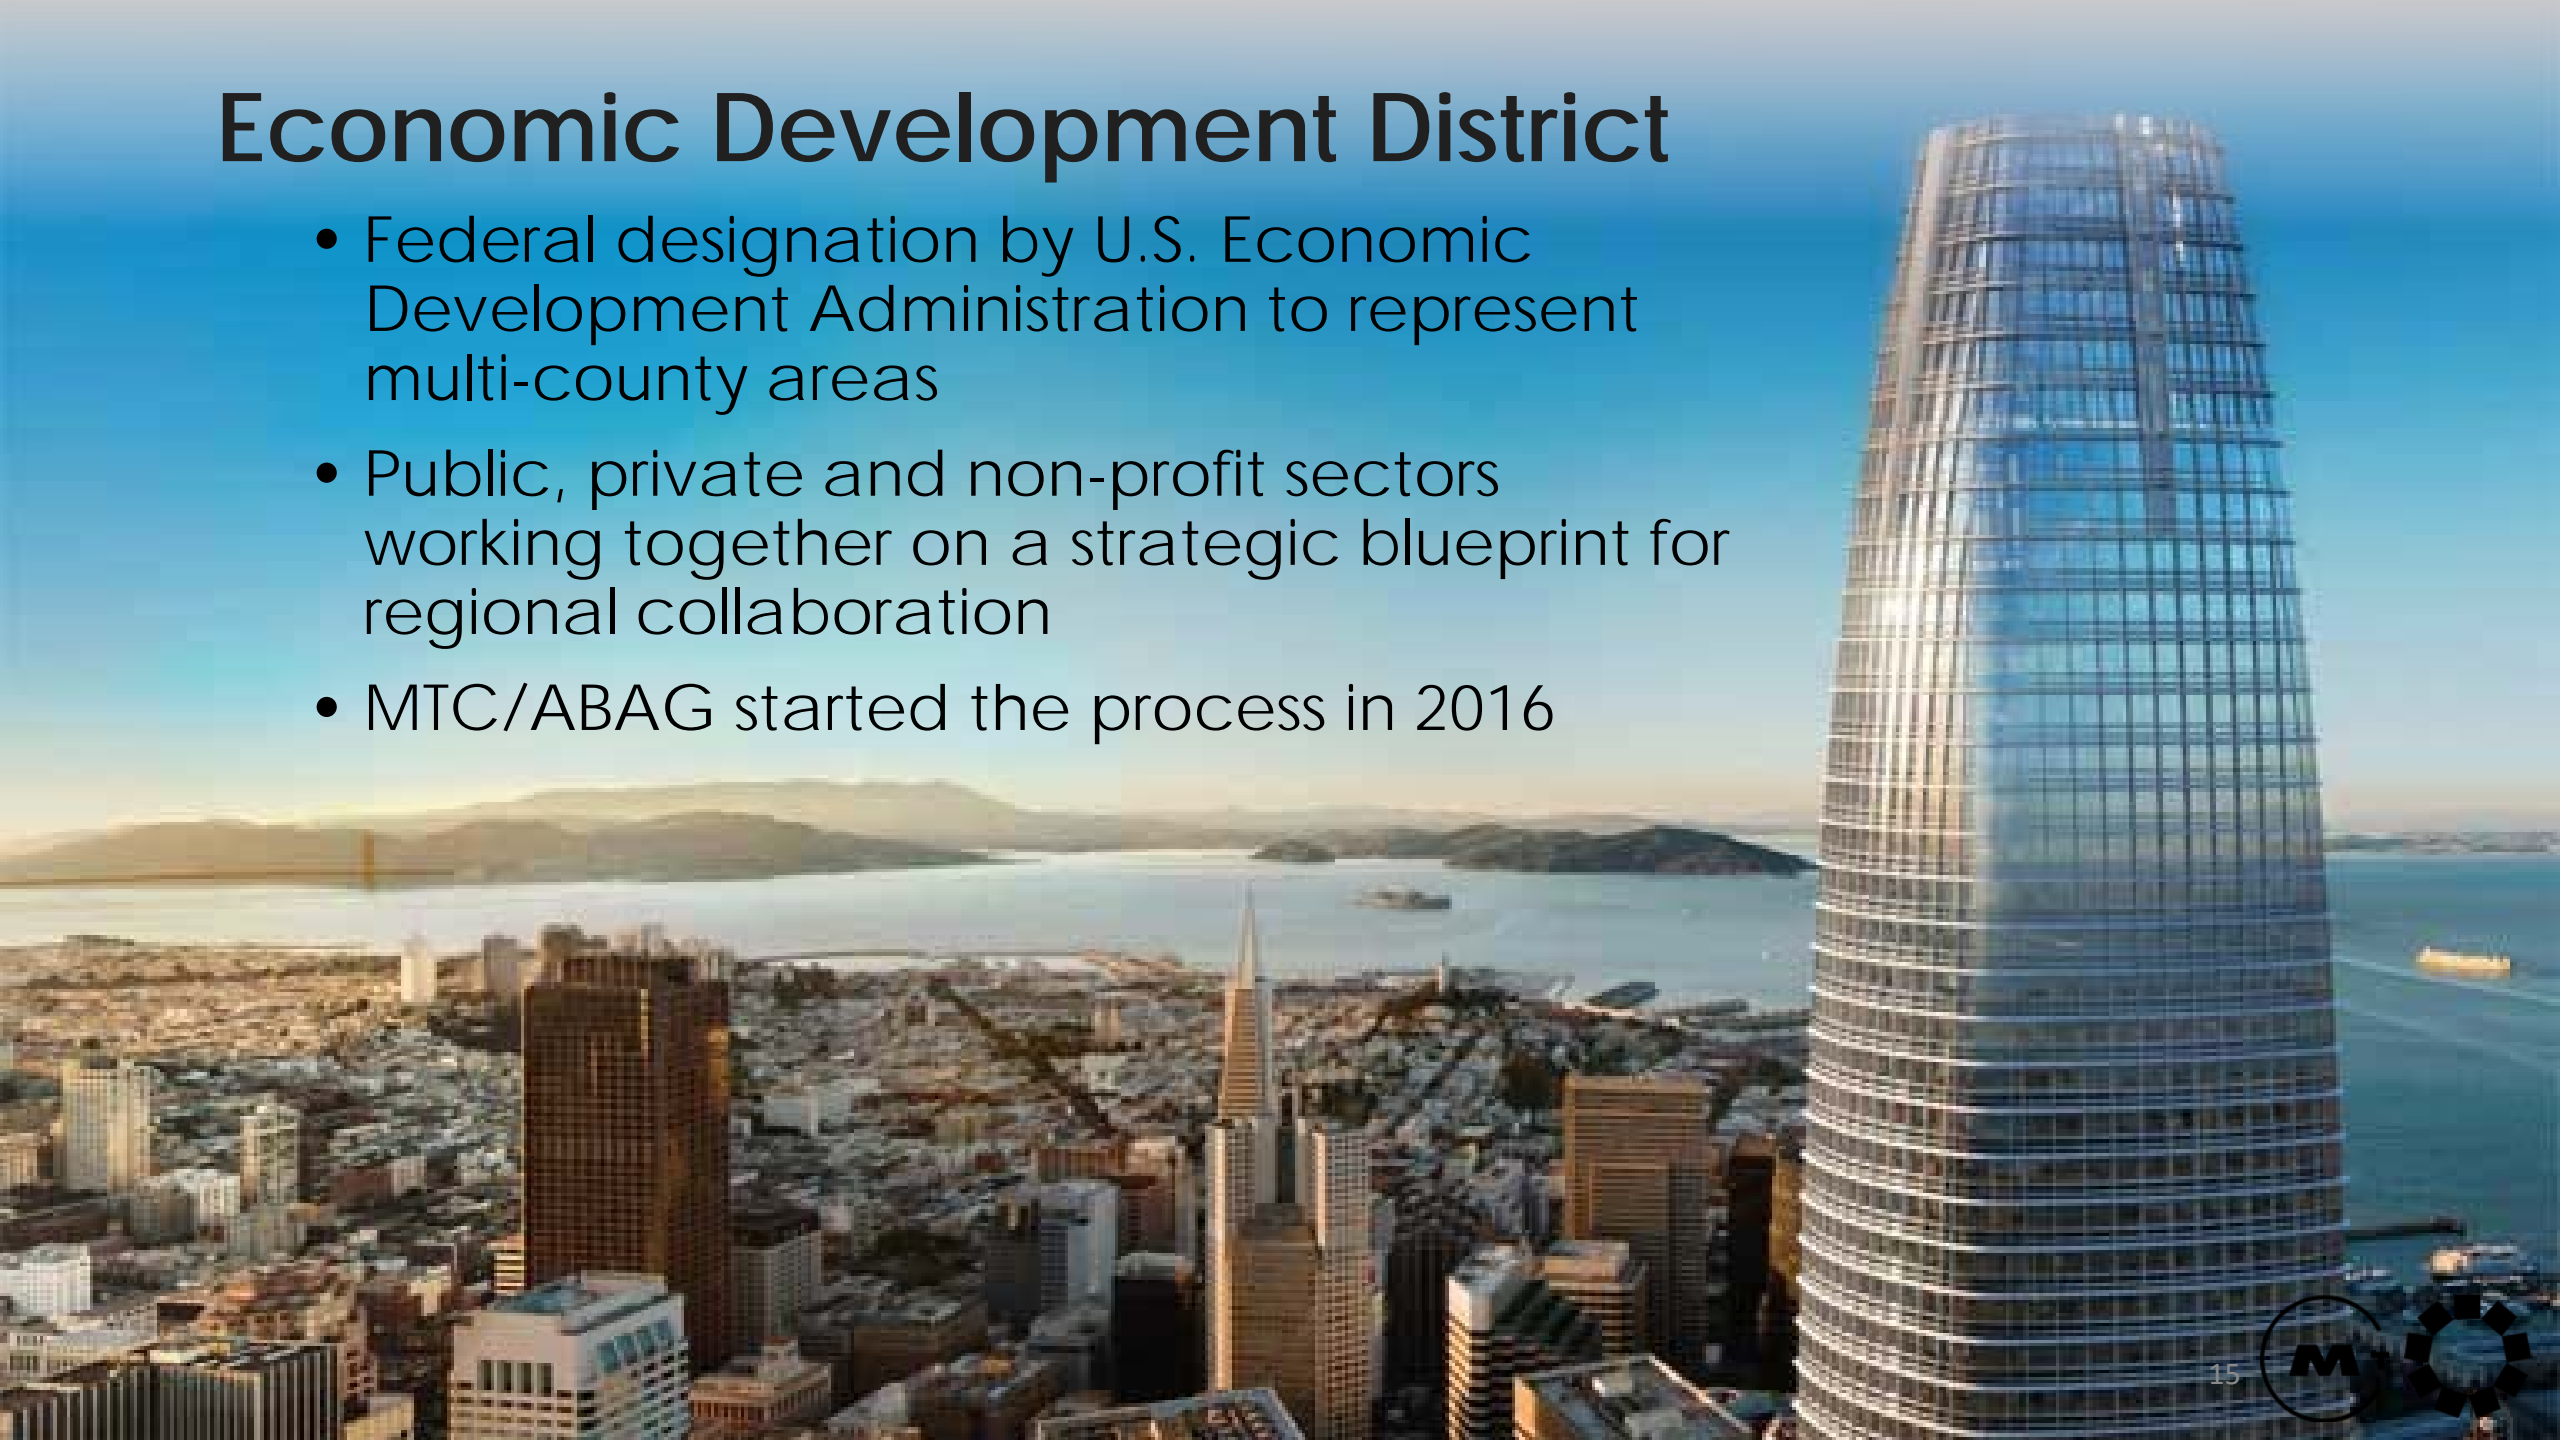 Economic Development District
• Federal designation by U.S. Economic
Development Administration to represent
multi-county areas
• Public, private and non-profit sectors
working together on a strategic blueprint for
regional collaboration
• MTC/ABAG started the process in 2016
15
M